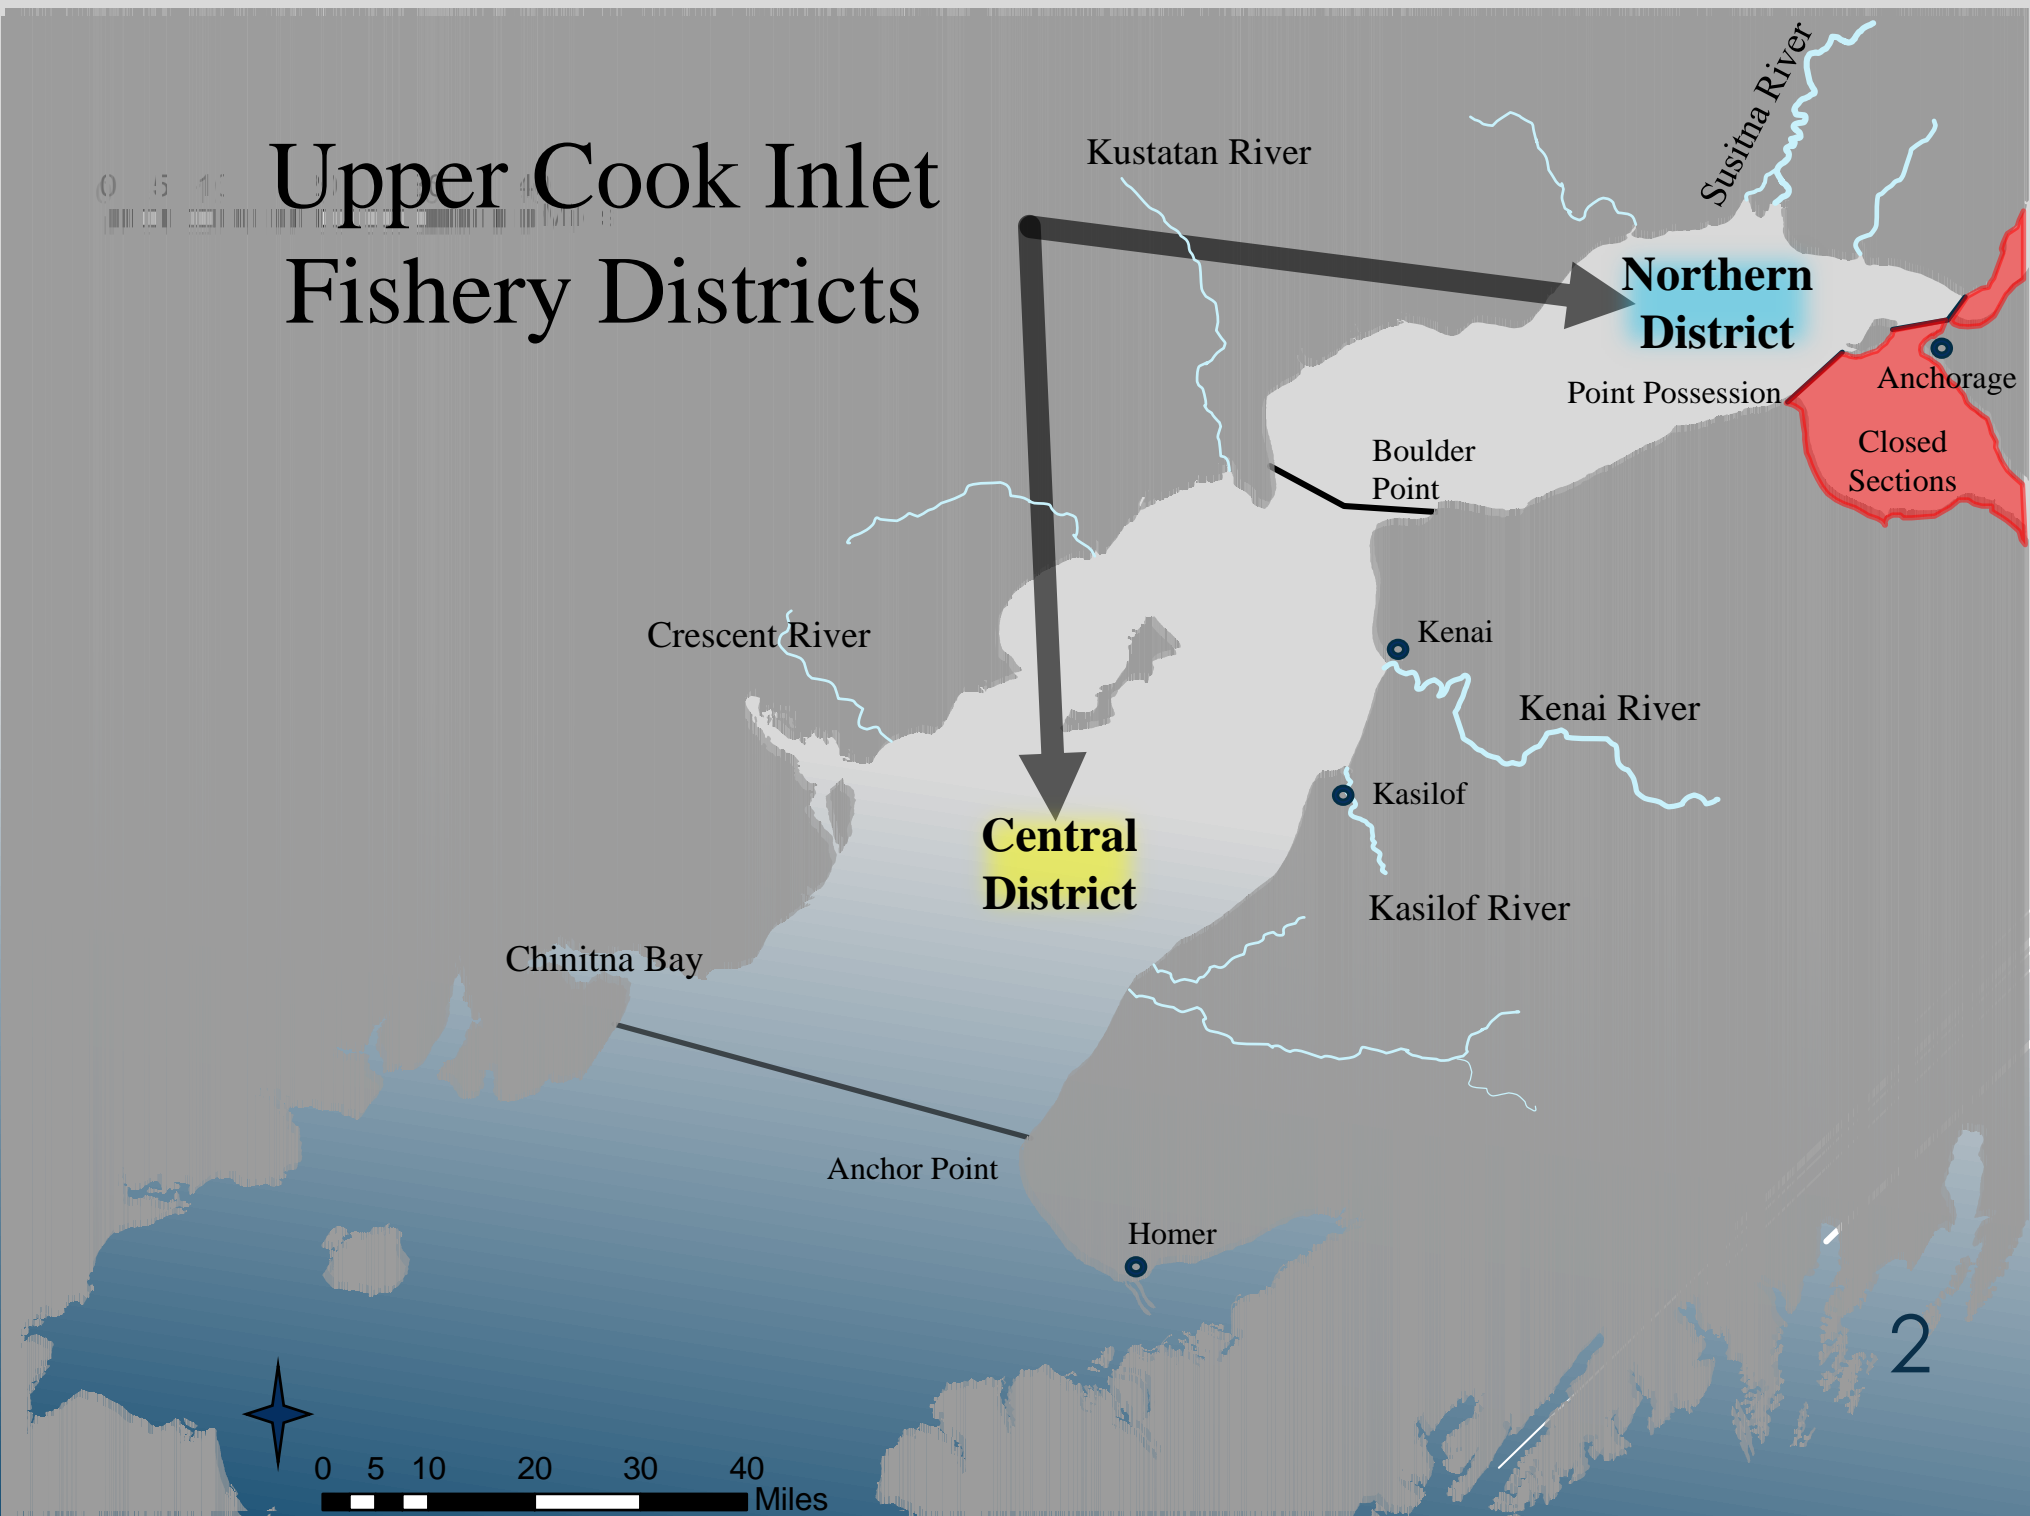 Upper Cook Inlet
Fishery Districts
Kustatan River
Susitna River
Northern
District
Point Possession
Anchorage
Closed
Sections
Boulder
Point
Crescent River
Kenai
Kenai River
Kasilof
Kasilof River
Central
District
Chinitna Bay
Anchor Point
Homer
2
0 5 10 20 30 40
Miles